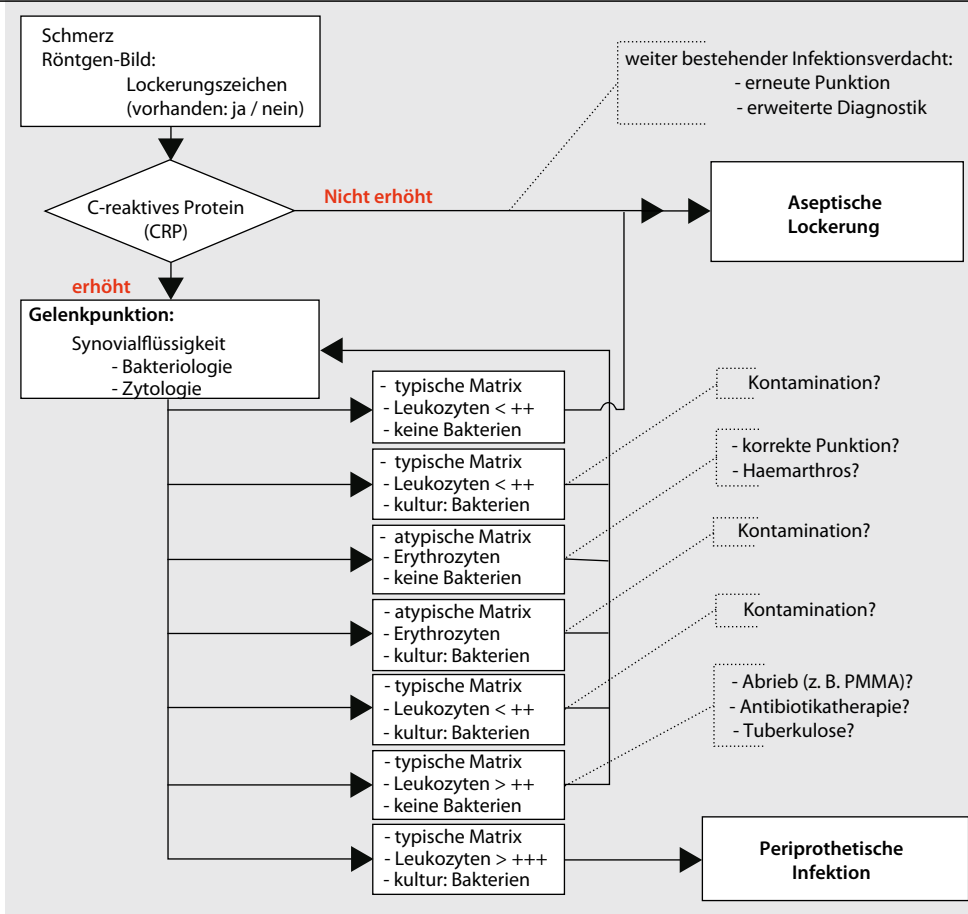 Schmerz
Röntgen-Bild:
Lockerungszeichen
(vorhanden: ja / nein)
weiter bestehender Infektionsverdacht:
- erneute Punktion
- erweiterte Diagnostik
C-reaktives Protein
(CRP)
Nicht erhöht
Aseptische
Lockerung
erhöht
Gelenkpunktion:
Synovialflüssigkeit
- Bakteriologie
- Zytologie
- typische Matrix
- Leukozyten < ++
- keine Bakterien
Kontamination?
- typische Matrix
- Leukozyten < ++
- kultur: Bakterien
- korrekte Punktion?
- Haemarthros?
- atypische Matrix
- Erythrozyten
- keine Bakterien
Kontamination?
- atypische Matrix
- Erythrozyten
- kultur: Bakterien
Kontamination?
- typische Matrix
- Leukozyten < ++
- kultur: Bakterien
- Abrieb (z. B. PMMA)?
- Antibiotikatherapie?
- Tuberkulose?
- typische Matrix
- Leukozyten > ++
- keine Bakterien
- typische Matrix
- Leukozyten > +++
- kultur: Bakterien
Periprothetische
Infektion